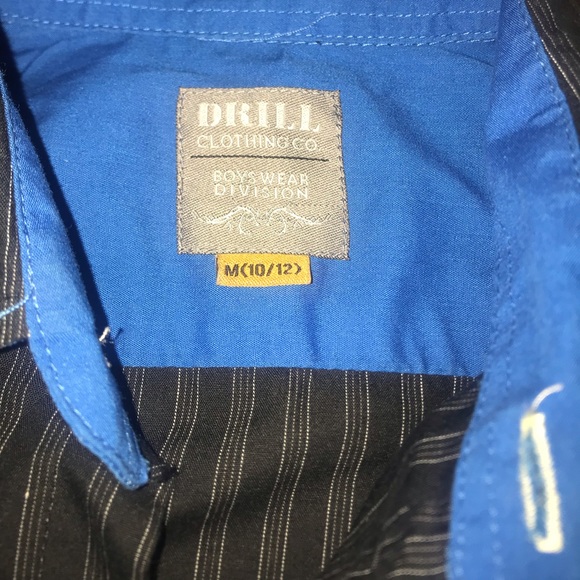 DRILL
CLOTHING CO.
BOYSWEAR
DIVISION
M(10/12)